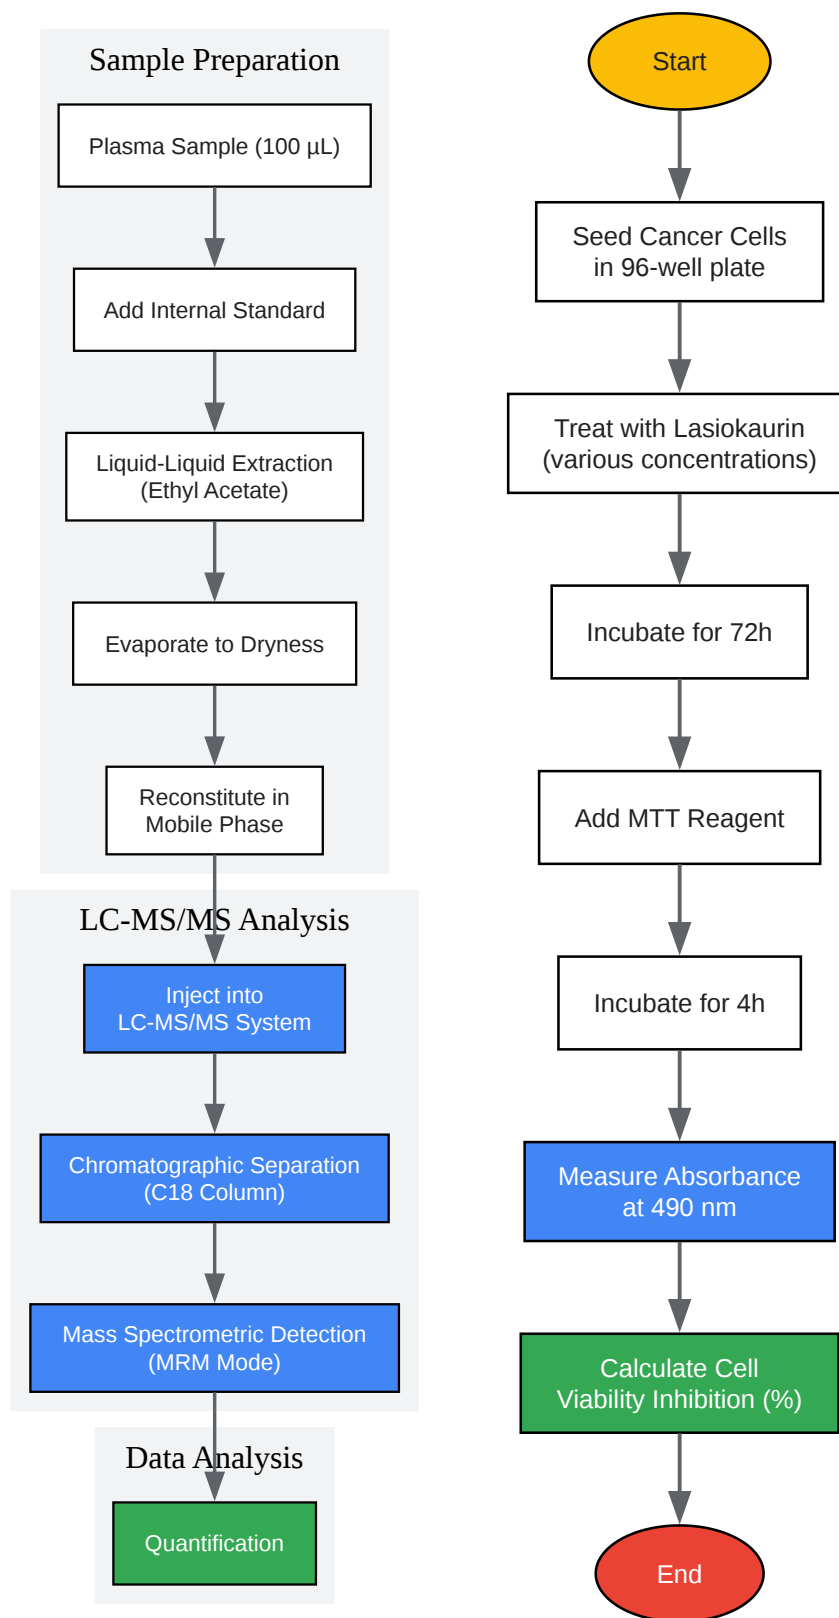 Sample Preparation
Plasma Sample (100 µL)
Add Internal Standard
Liquid-Liquid Extraction
(Ethyl Acetate)
Evaporate to Dryness
Reconstitute in
Mobile Phase
LC-MS/MS Analysis
Inject into
LC-MS/MS System
Chromatographic Separation
(C18 Column)
Mass Spectrometric Detection
(MRM Mode)
Data Analysis
Quantification
Start
Seed Cancer Cells
in 96-well plate
Treat with Lasiokaurin
(various concentrations)
Incubate for 72h
Add MTT Reagent
Incubate for 4h
Measure Absorbance
at 490 nm
Calculate Cell
Viability Inhibition (%)
End